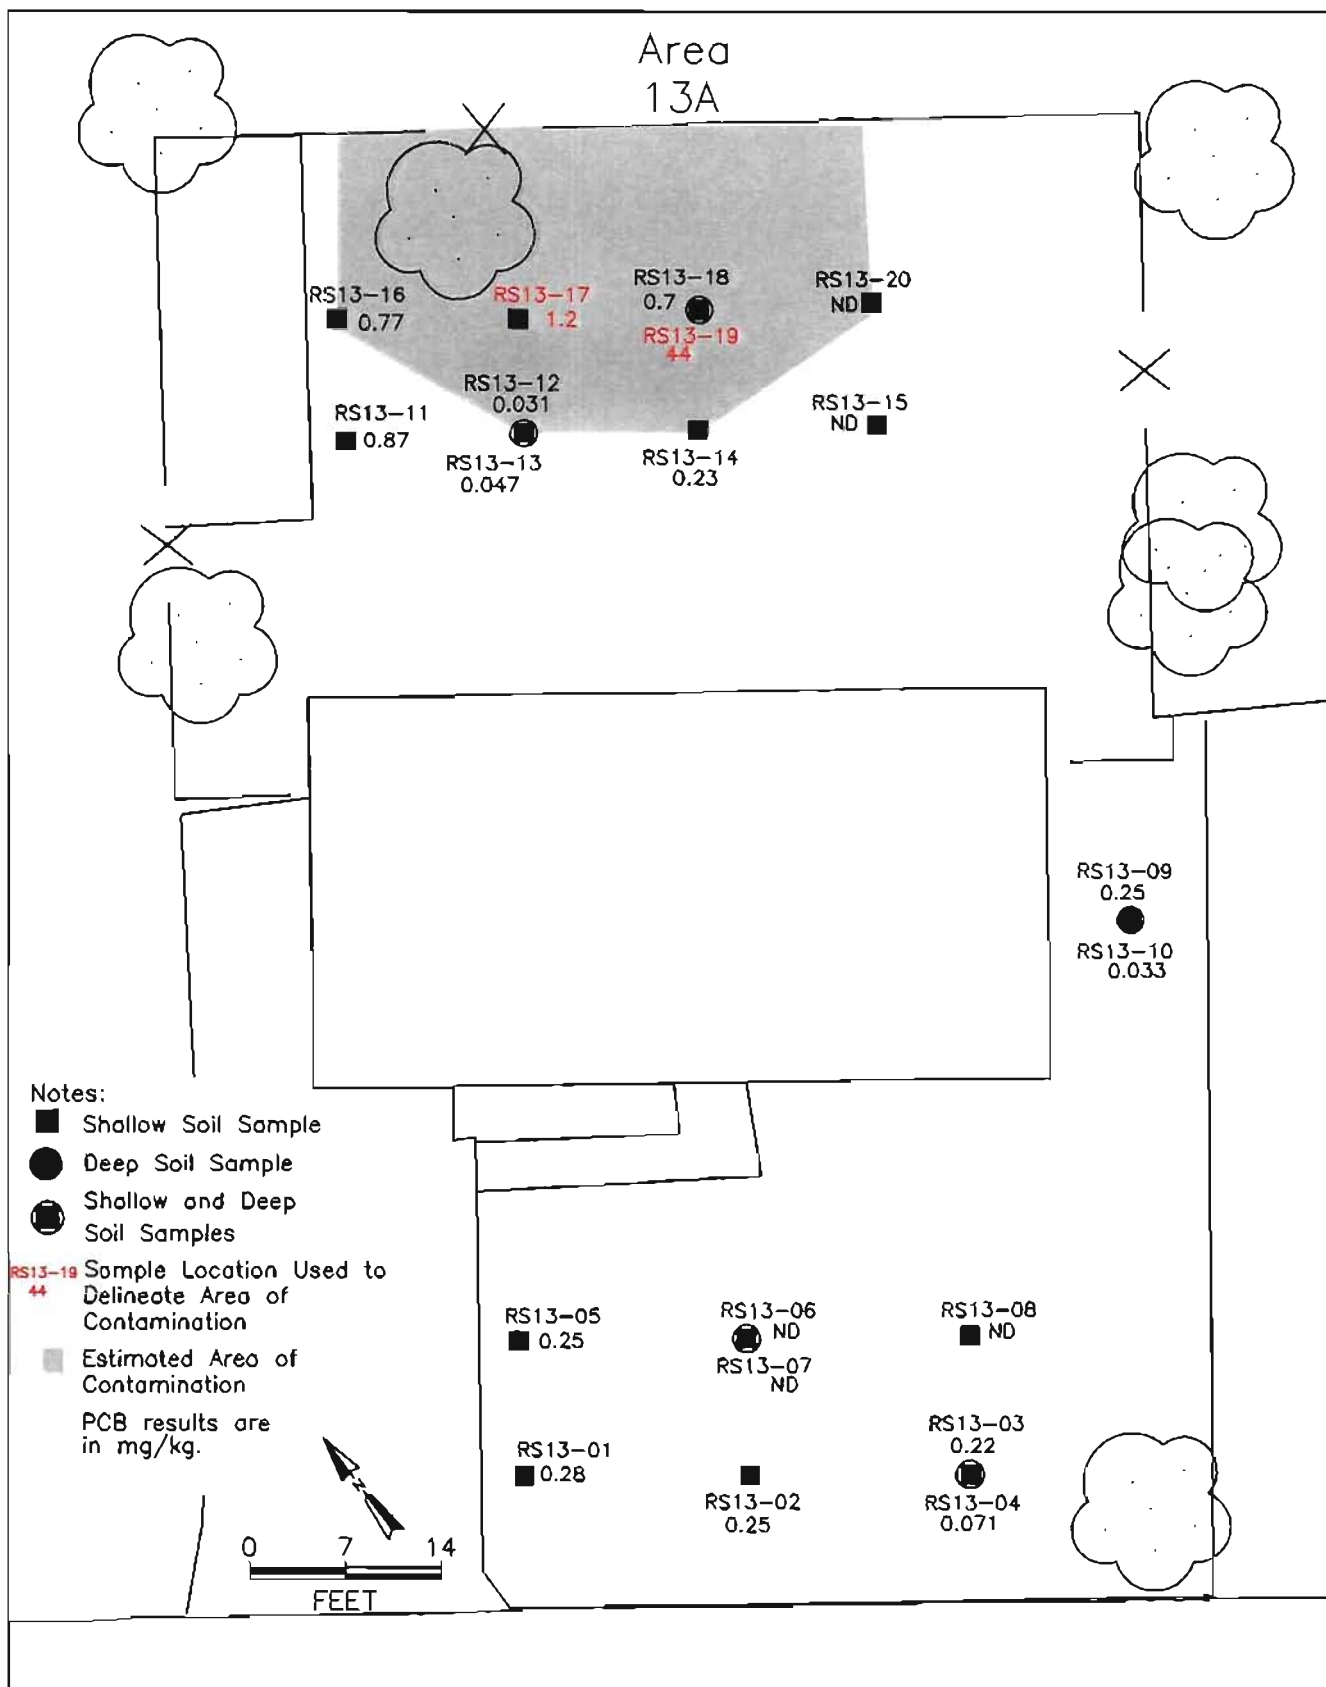 Area
13A
RS13-16
0.77
RS13-17
1.2
RS13-18
0.7
RS13-19
44
RS13-20
ND
RS13-11
0.87
RS13-12
0.031
RS13-13
0.047
RS13-14
0.23
RS13-15
ND
RS13-09
0.25
RS13-10
0.033
Notes:
Shallow Soil Sample
Deep Soil Sample
Shallow and Deep
Soil Samples
RS13-19
44
Sample Location Used to
Delineate Area of
Contamination
Estimated Area of
Contamination
PCB results are
in mg/kg.
N
0 7 14
FEET
RS13-05
0.25
RS13-06
ND
RS13-07
ND
RS13-08
ND
RS13-01
0.28
RS13-02
0.25
RS13-03
0.22
RS13-04
0.071